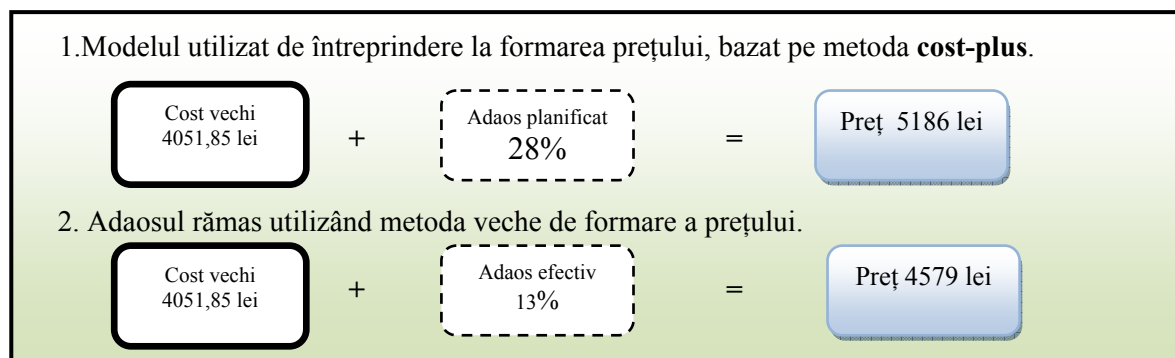 1.Modelul utilizat de întreprindere la formarea prețului, bazat pe metoda cost-plus.
Cost vechi
4051,85 lei
+
Adaos planificat
28%
=
Preț 5186 lei
2. Adaosul rămas utilizând metoda veche de formare a prețului.
Cost vechi
4051,85 lei
+
Adaos efectiv
13%
=
Preț 4579 lei